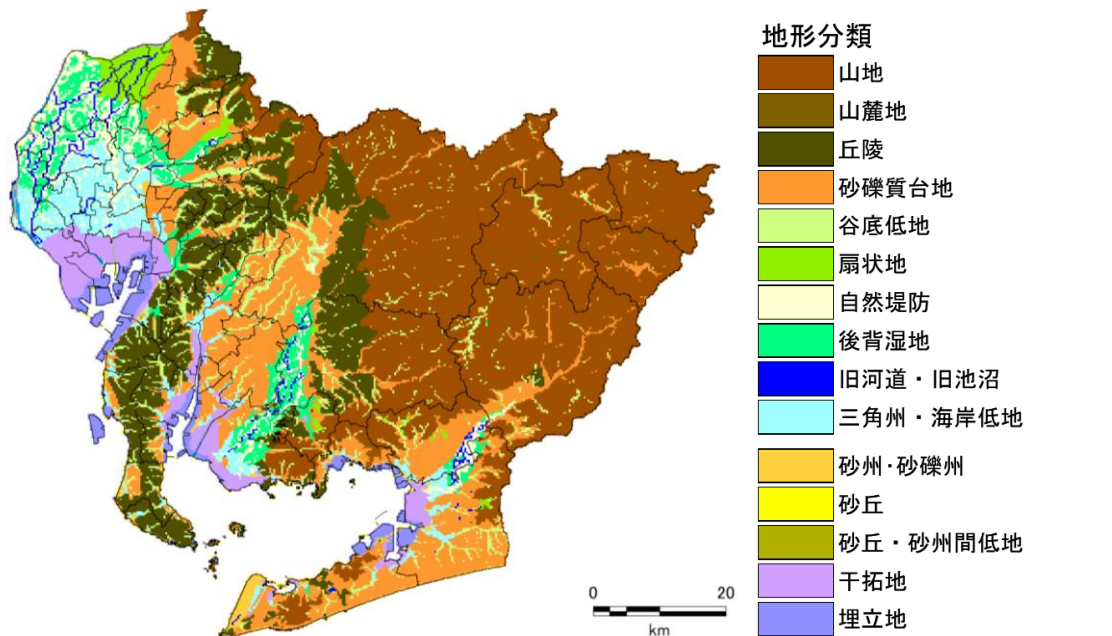 地形分類
山地
山麓地
丘陵
砂礫質台地
谷底低地
扇状地
自然堤防
後背湿地
旧河道・旧池沼
三角州・海岸低地
砂州・砂礫州
砂丘
砂丘・砂州間低地
干拓地
埋立地
0 20
km